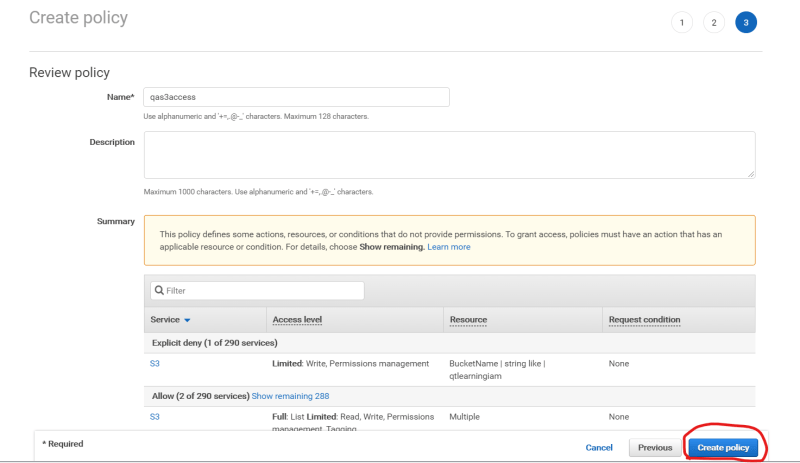 Create policy
1 2 3
Review policy
Name* qas3access
Use alphanumeric and '+=,.@-_' characters. Maximum 128 characters.
Description
Maximum 1000 characters. Use alphanumeric and '+=,.@-_' characters.
Summary
This policy defines some actions, resources, or conditions that do not provide permissions. To grant access, policies must have an action that has an
applicable resource or condition. For details, choose Show remaining. Learn more
Filter
Service Access level Resource Request condition
Explicit deny (1 of 290 services)
S3 Limited: Write, Permissions management BucketName | string like | None
qtlearningiam
Allow (2 of 290 services) Show remaining 288
S3 Full: List Limited: Read, Write, Permissions Multiple None
management, Tagging
* Required Cancel Previous Create policy